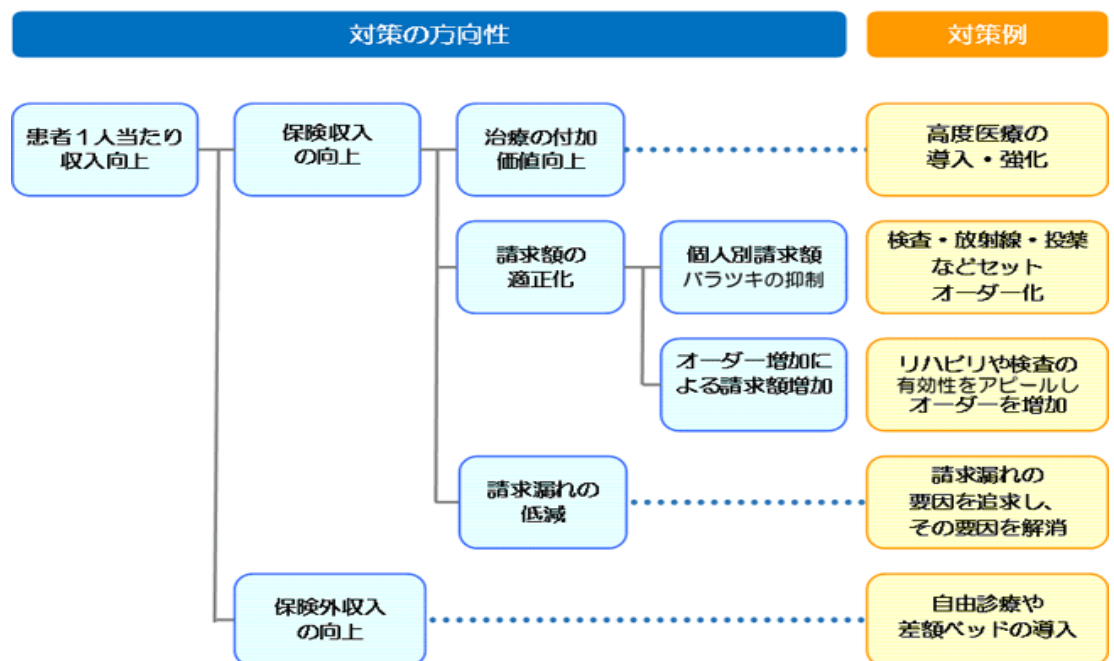 対策の方向性
対策例
患者１人当たり
収入向上
保険収入
の向上
治療の付加
価値向上
高度医療の
導入・強化
請求額の
適正化
個人別請求額
バラツキの抑制
検査・放射線・投薬
などセット
オーダー化
オーダー増加に
よる請求額増加
リハビリや検査の
有効性をアピールし
オーダーを増加
請求漏れの
低減
請求漏れの
要因を追求し、
その要因を解消
保険外収入
の向上
自由診療や
差額ベッドの導入